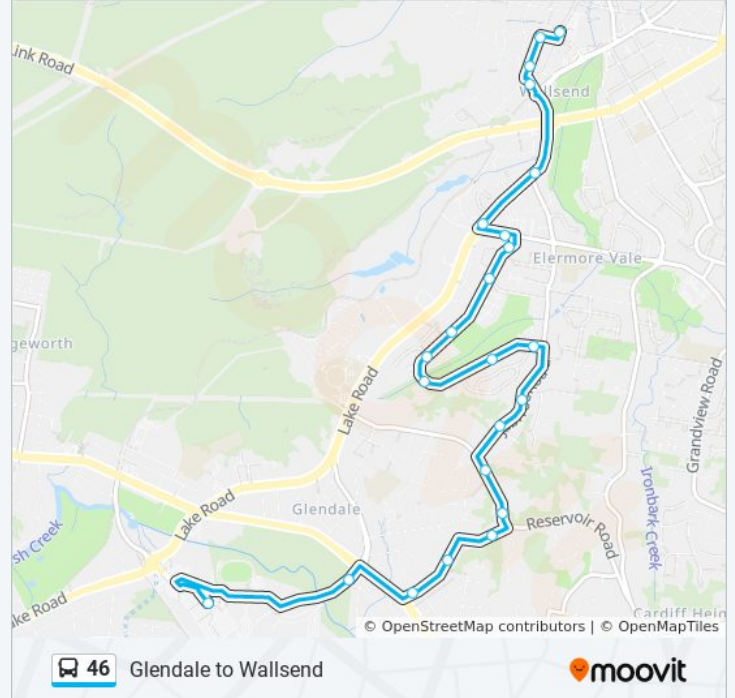 Link Road
Wallsend
Elermore Vale
geworth
Lake Road
Grandview Road
Lake Road
Glendale
Reservoir Road
Ironbark Creek
sh Creek
ke Road
Cardiff Heig
© OpenStreetMap contributors | © OpenMapTiles
46 Glendale to Wallsend
moovit